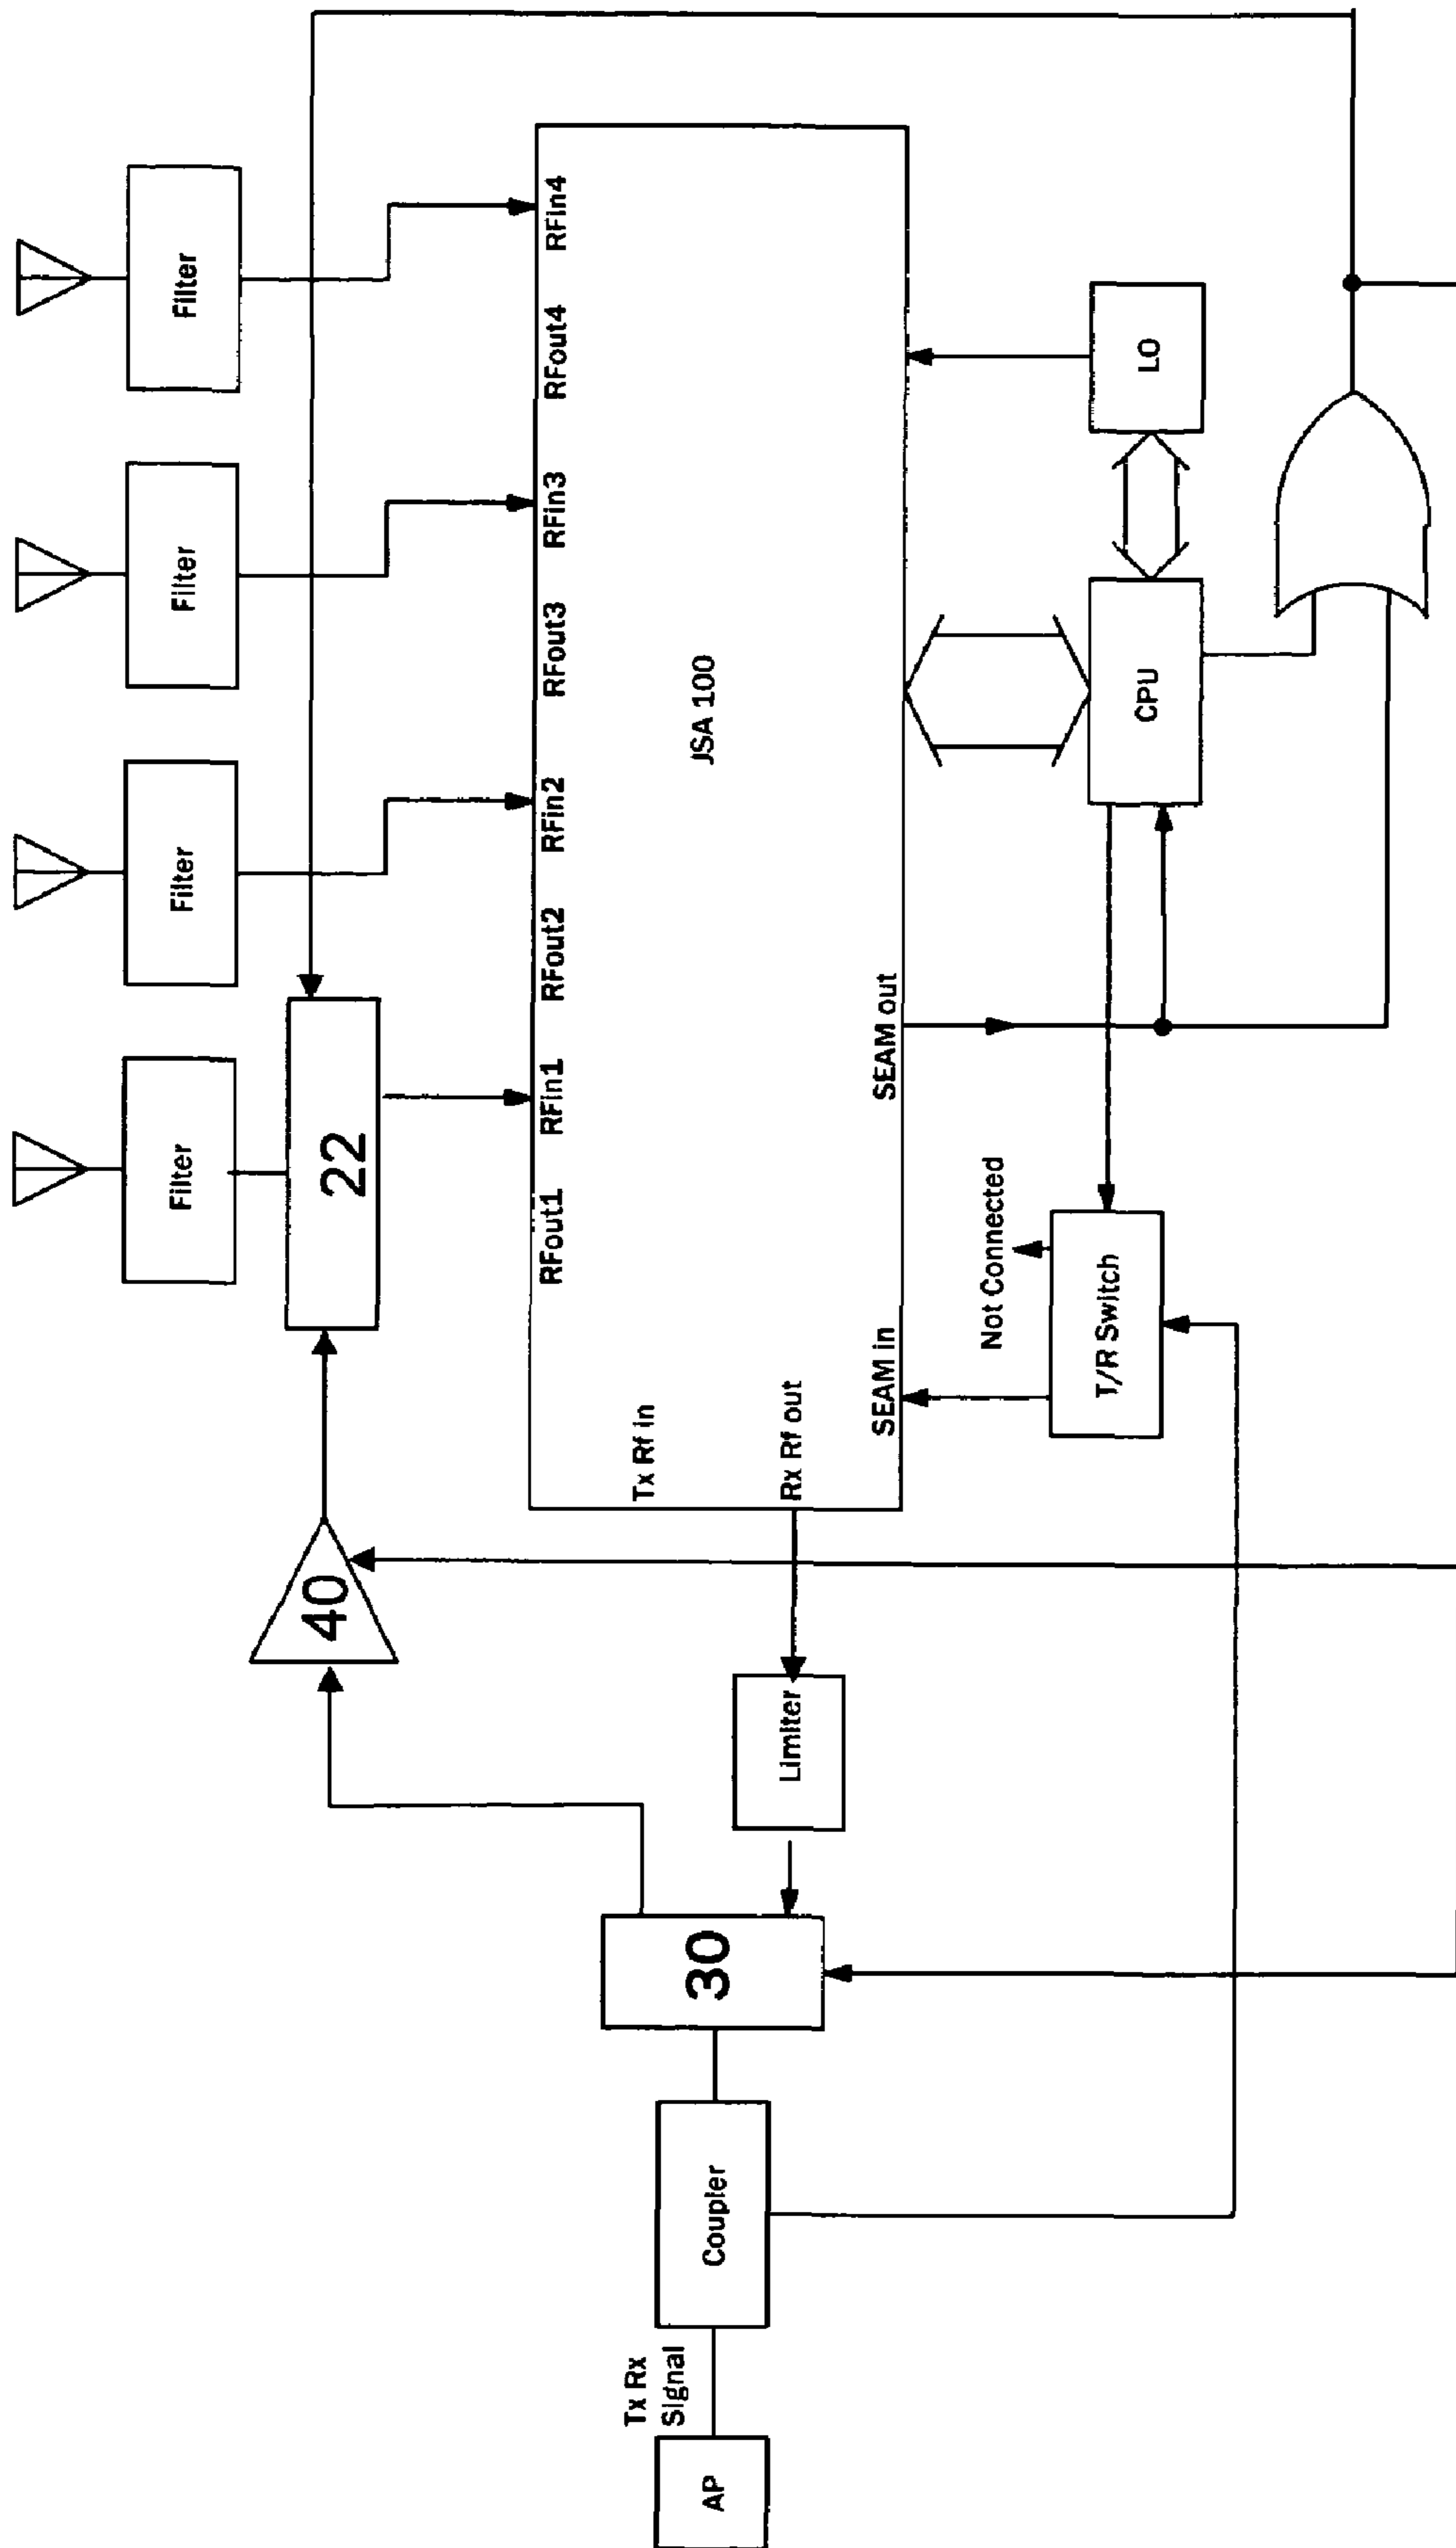 Filter
Filter
Filter
Filter
22
40
RFout1
RFin1
RFout2
RFin2
RFout3
RFin3
RFout4
RFin4
Tx Rf in
JSA 100
Rx Rf out
SEAM in
SEAM out
Limiter
30
Tx Rx
Signal
AP
Coupler
Not Connected
T/R Switch
CPU
LO